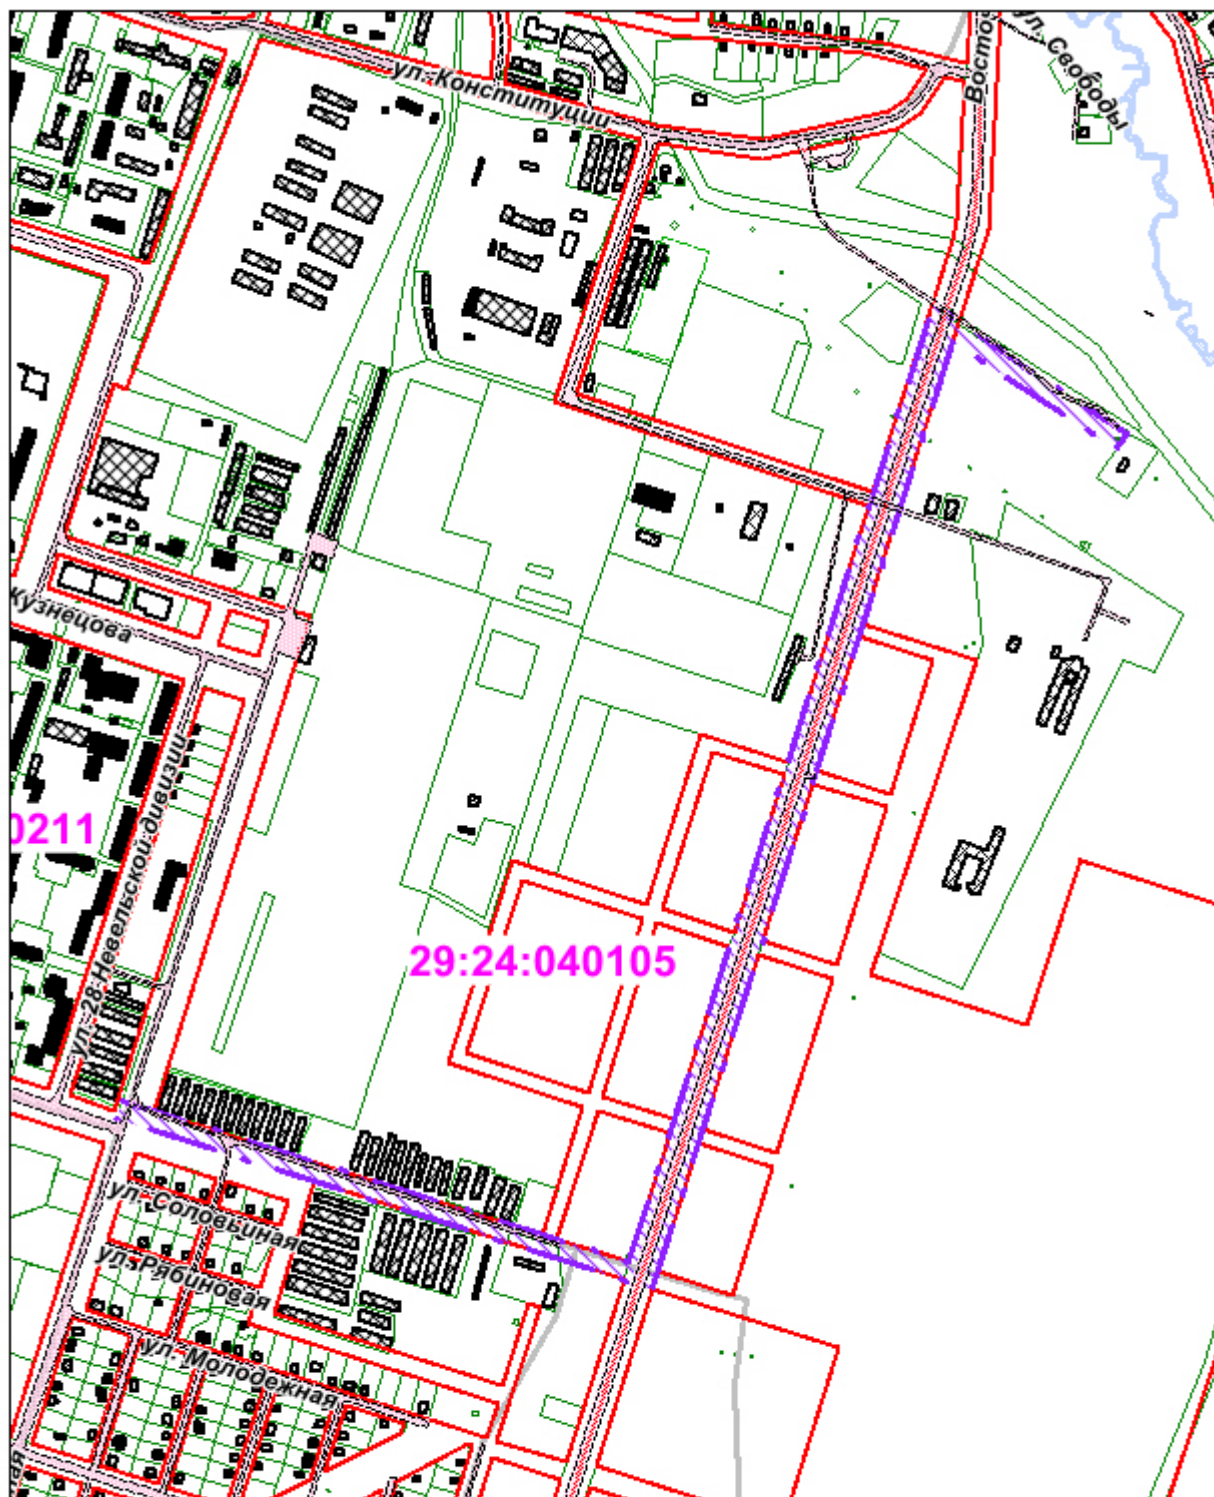 ул. Свободы
Восто
ул. Конституции
Кузнецова
0211
ул. 28 Невельской дивизии
29:24:040105
ул. Соловьиная
ул. Рябиновая
ул. Молодежная
ная